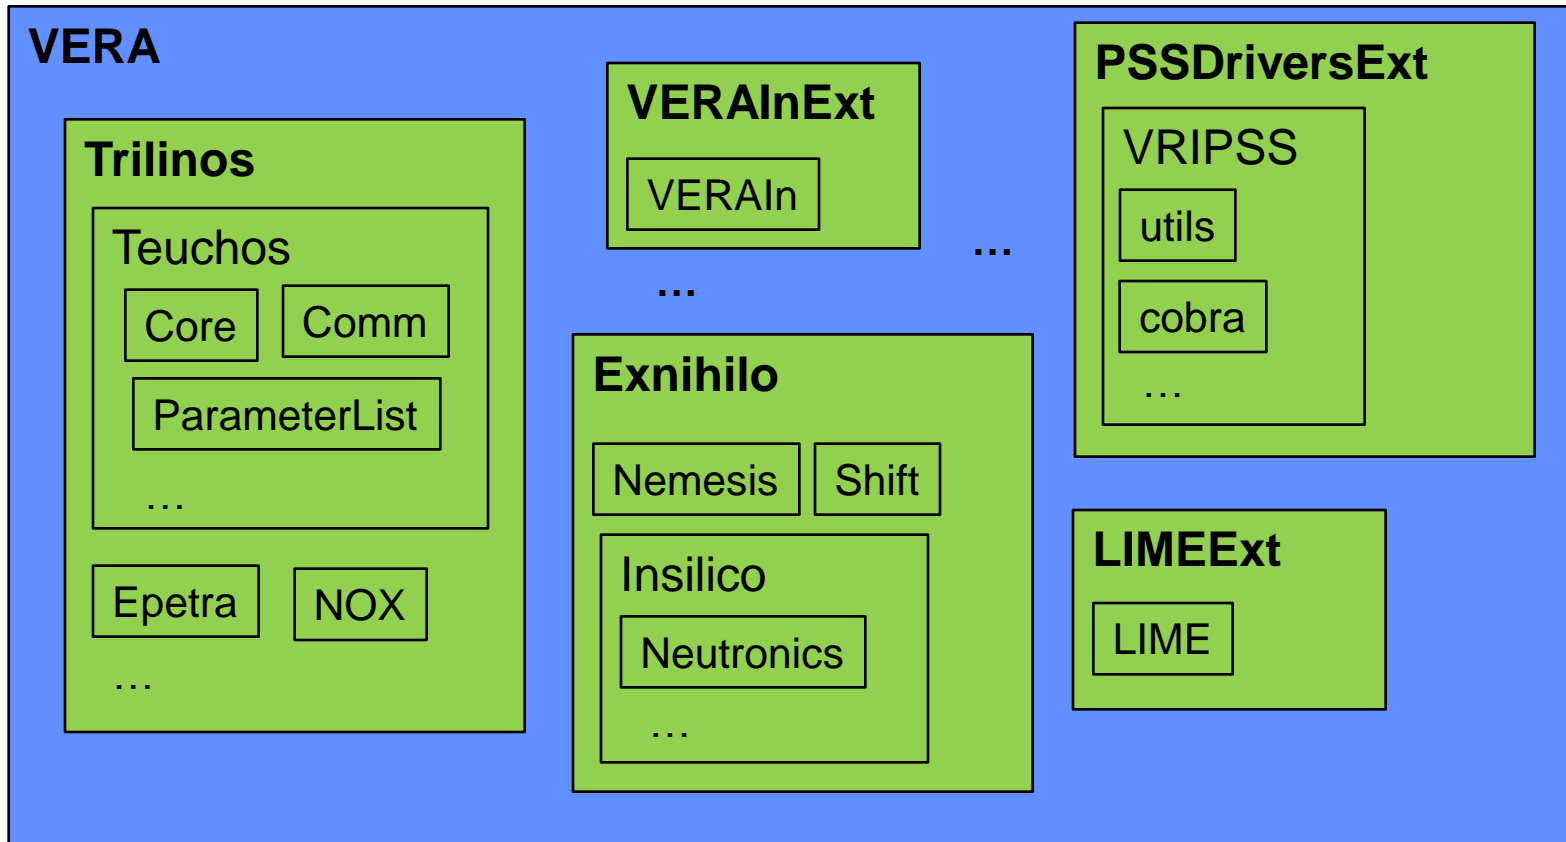 VERA
Trilinos
Teuchos
Core
Comm
ParameterList
...
Epetra
NOX
...
VERAInExt
VERAIn
...
...
Exnihilo
Nemesis
Shift
Insilico
Neutronics
...
PSSDriversExt
VRIPSS
utils
cobra
...
LIMEExt
LIME